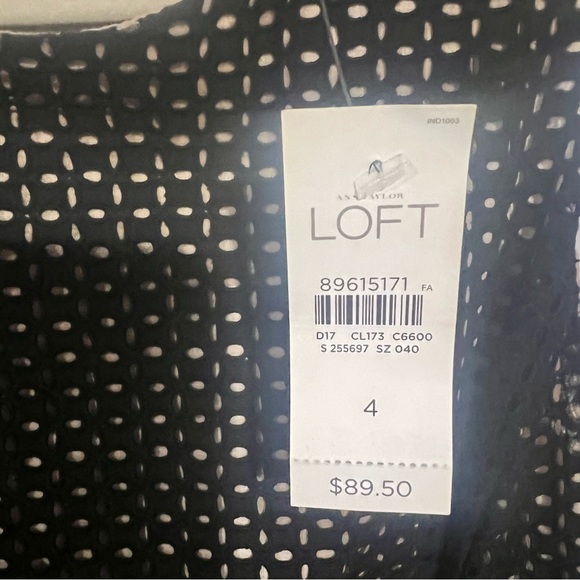 IND1003
ANN TAYLOR
LOFT
89615171 FA
D17 CL173 C6600
S 255697 SZ 040
4
$89.50